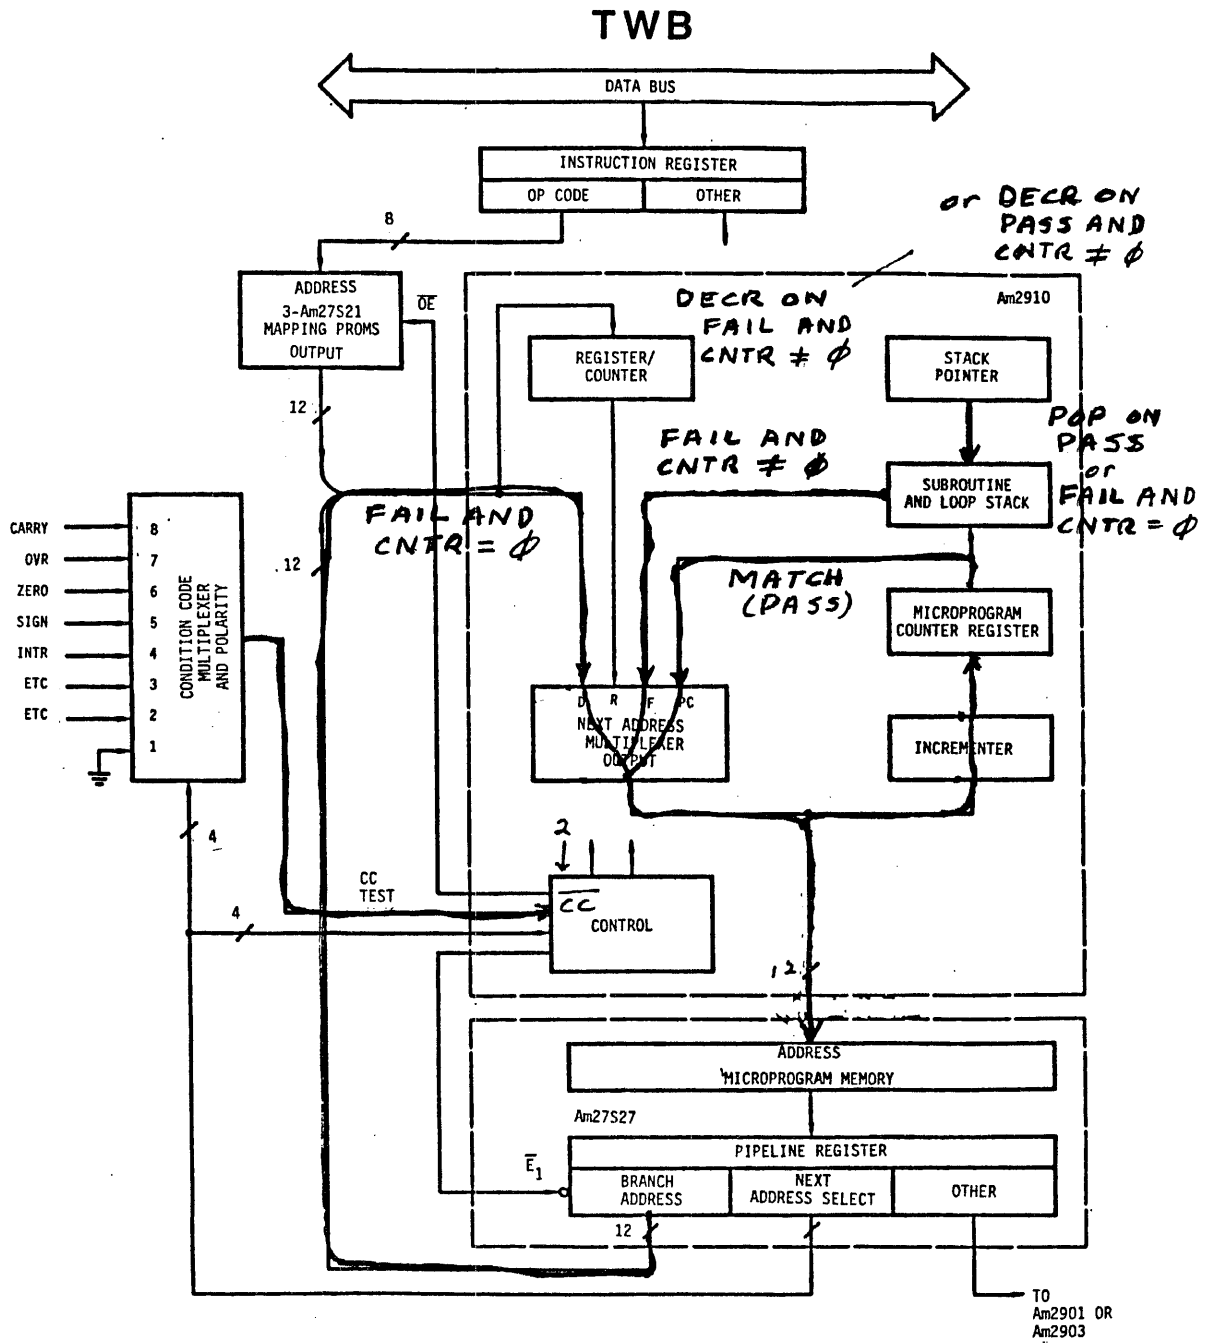 TWB
DATA BUS
INSTRUCTION REGISTER
OP CODE
OTHER
or DECR ON
PASS AND
CNTR ≠ φ
8
ADDRESS
3-Am27S21
MAPPING PROMS
OUTPUT
OE
Am2910
DECR ON
FAIL AND
CNTR ≠ φ
REGISTER/
COUNTER
STACK
POINTER
12
POP ON
PASS
or
FAIL AND
CNTR = φ
FAIL AND
CNTR ≠ φ
SUBROUTINE
AND LOOP STACK
FAIL AND
CNTR = φ
12
MATCH
(PASS)
MICROPROGRAM
COUNTER REGISTER
CARRY
OVR
ZERO
SIGN
INTR
ETC
ETC
8
7
6
5
4
3
2
1
CONDITION CODE
MULTIPLEXER
AND POLARITY
D R F PC
NEXT ADDRESS
MULTIPLEXER
OUTPUT
INCREMENTER
4
2
CC
TEST
CC
CONTROL
4
12
ADDRESS
MICROPROGRAM MEMORY
Am27S27
PIPELINE REGISTER
E1
BRANCH
ADDRESS
NEXT
ADDRESS SELECT
OTHER
12
TO
Am2901 OR
Am2903